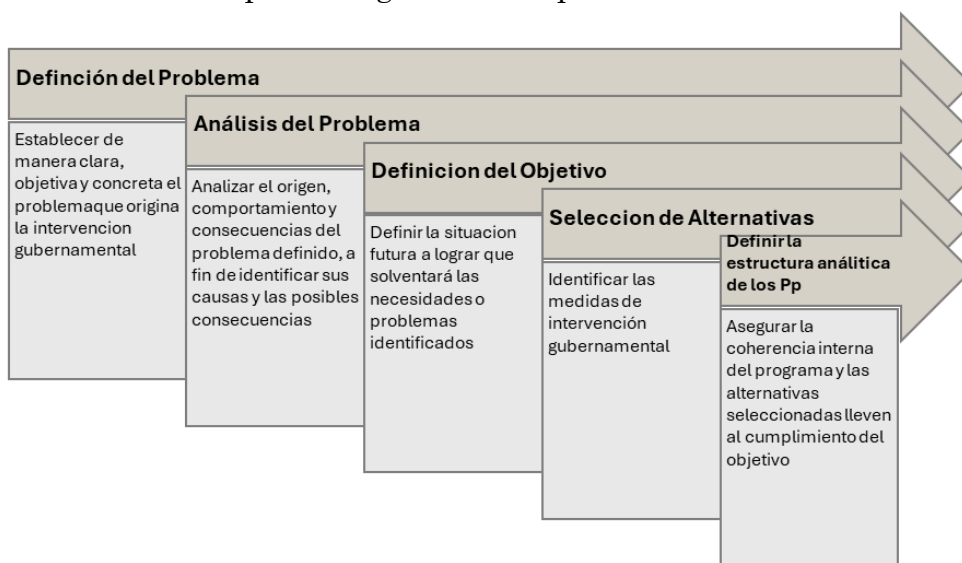 Definción del Problema
Establecer de
manera clara,
objetiva y concreta el
problemaque origina
la intervencion
gubernamental
Análisis del Problema
Analizar el origen,
comportamiento y
consecuencias del
problema definido, a
fin de identificar sus
causas y las posibles
consecuencias
Definicion del Objetivo
Definir la situacion
futura a lograr que
solventará las
necesidades o
problemas
identificados
Seleccion de Alternativas
Identificar las
medidas de
intervención
gubernamental
Definir la
estructura análitica
de los Pp
Asegurar la
coherencia interna
del programa y las
alternativas
seleccionadas lleven
al cumplimiento del
objetivo